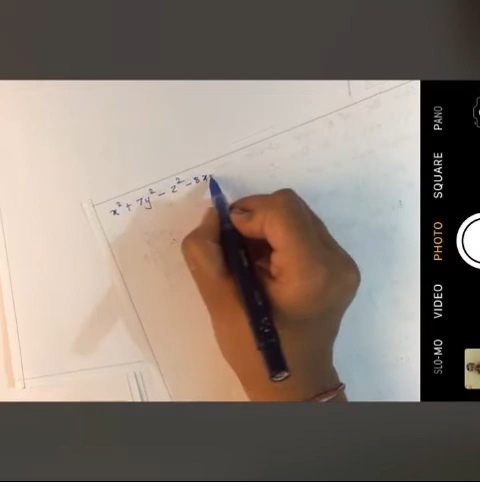 x² + 7y² - z² - 8x
PANO
SQUARE
PHOTO
VIDEO
SLO-MO